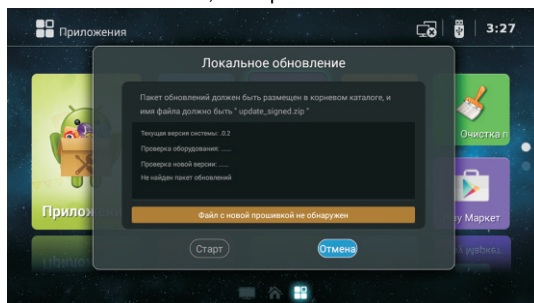 Приложения
3:27
Локальное обновление
Пакет обновлений должен быть размещен в корневом каталоге, и
имя файла должно быть " update_signed.zip "
Текущая версия системы: .0.2
Проверка оборудования: ......
Проверка новой версии: ......
Не найден пакет обновлений
Файл с новой прошивкой не обнаружен
Старт
Отмена
Очистка п
Прилож
Маркет